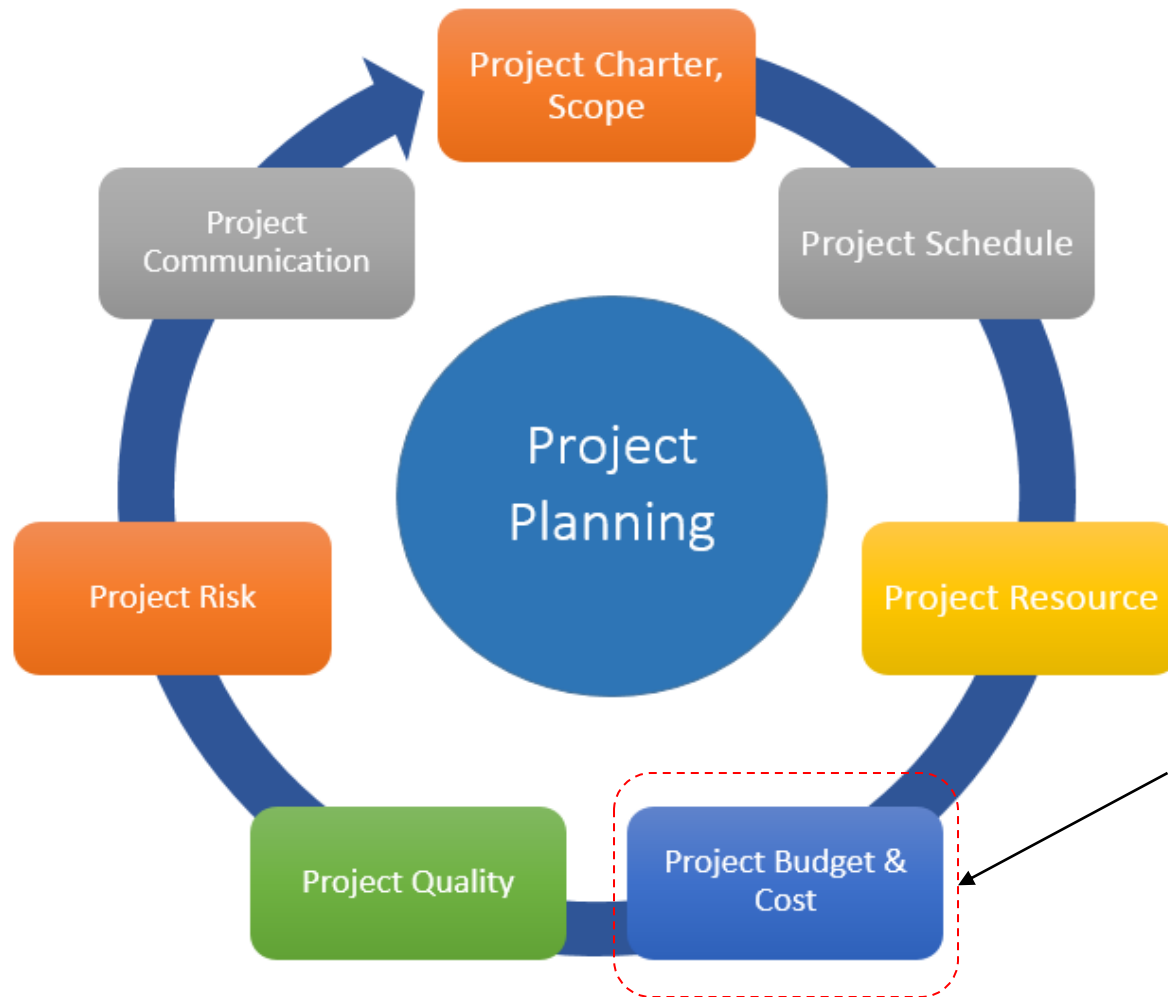 Project Charter,
Scope
Project Schedule
Project Resource
Project Budget &
Cost
Project Quality
Project Risk
Project
Communication
Project
Planning